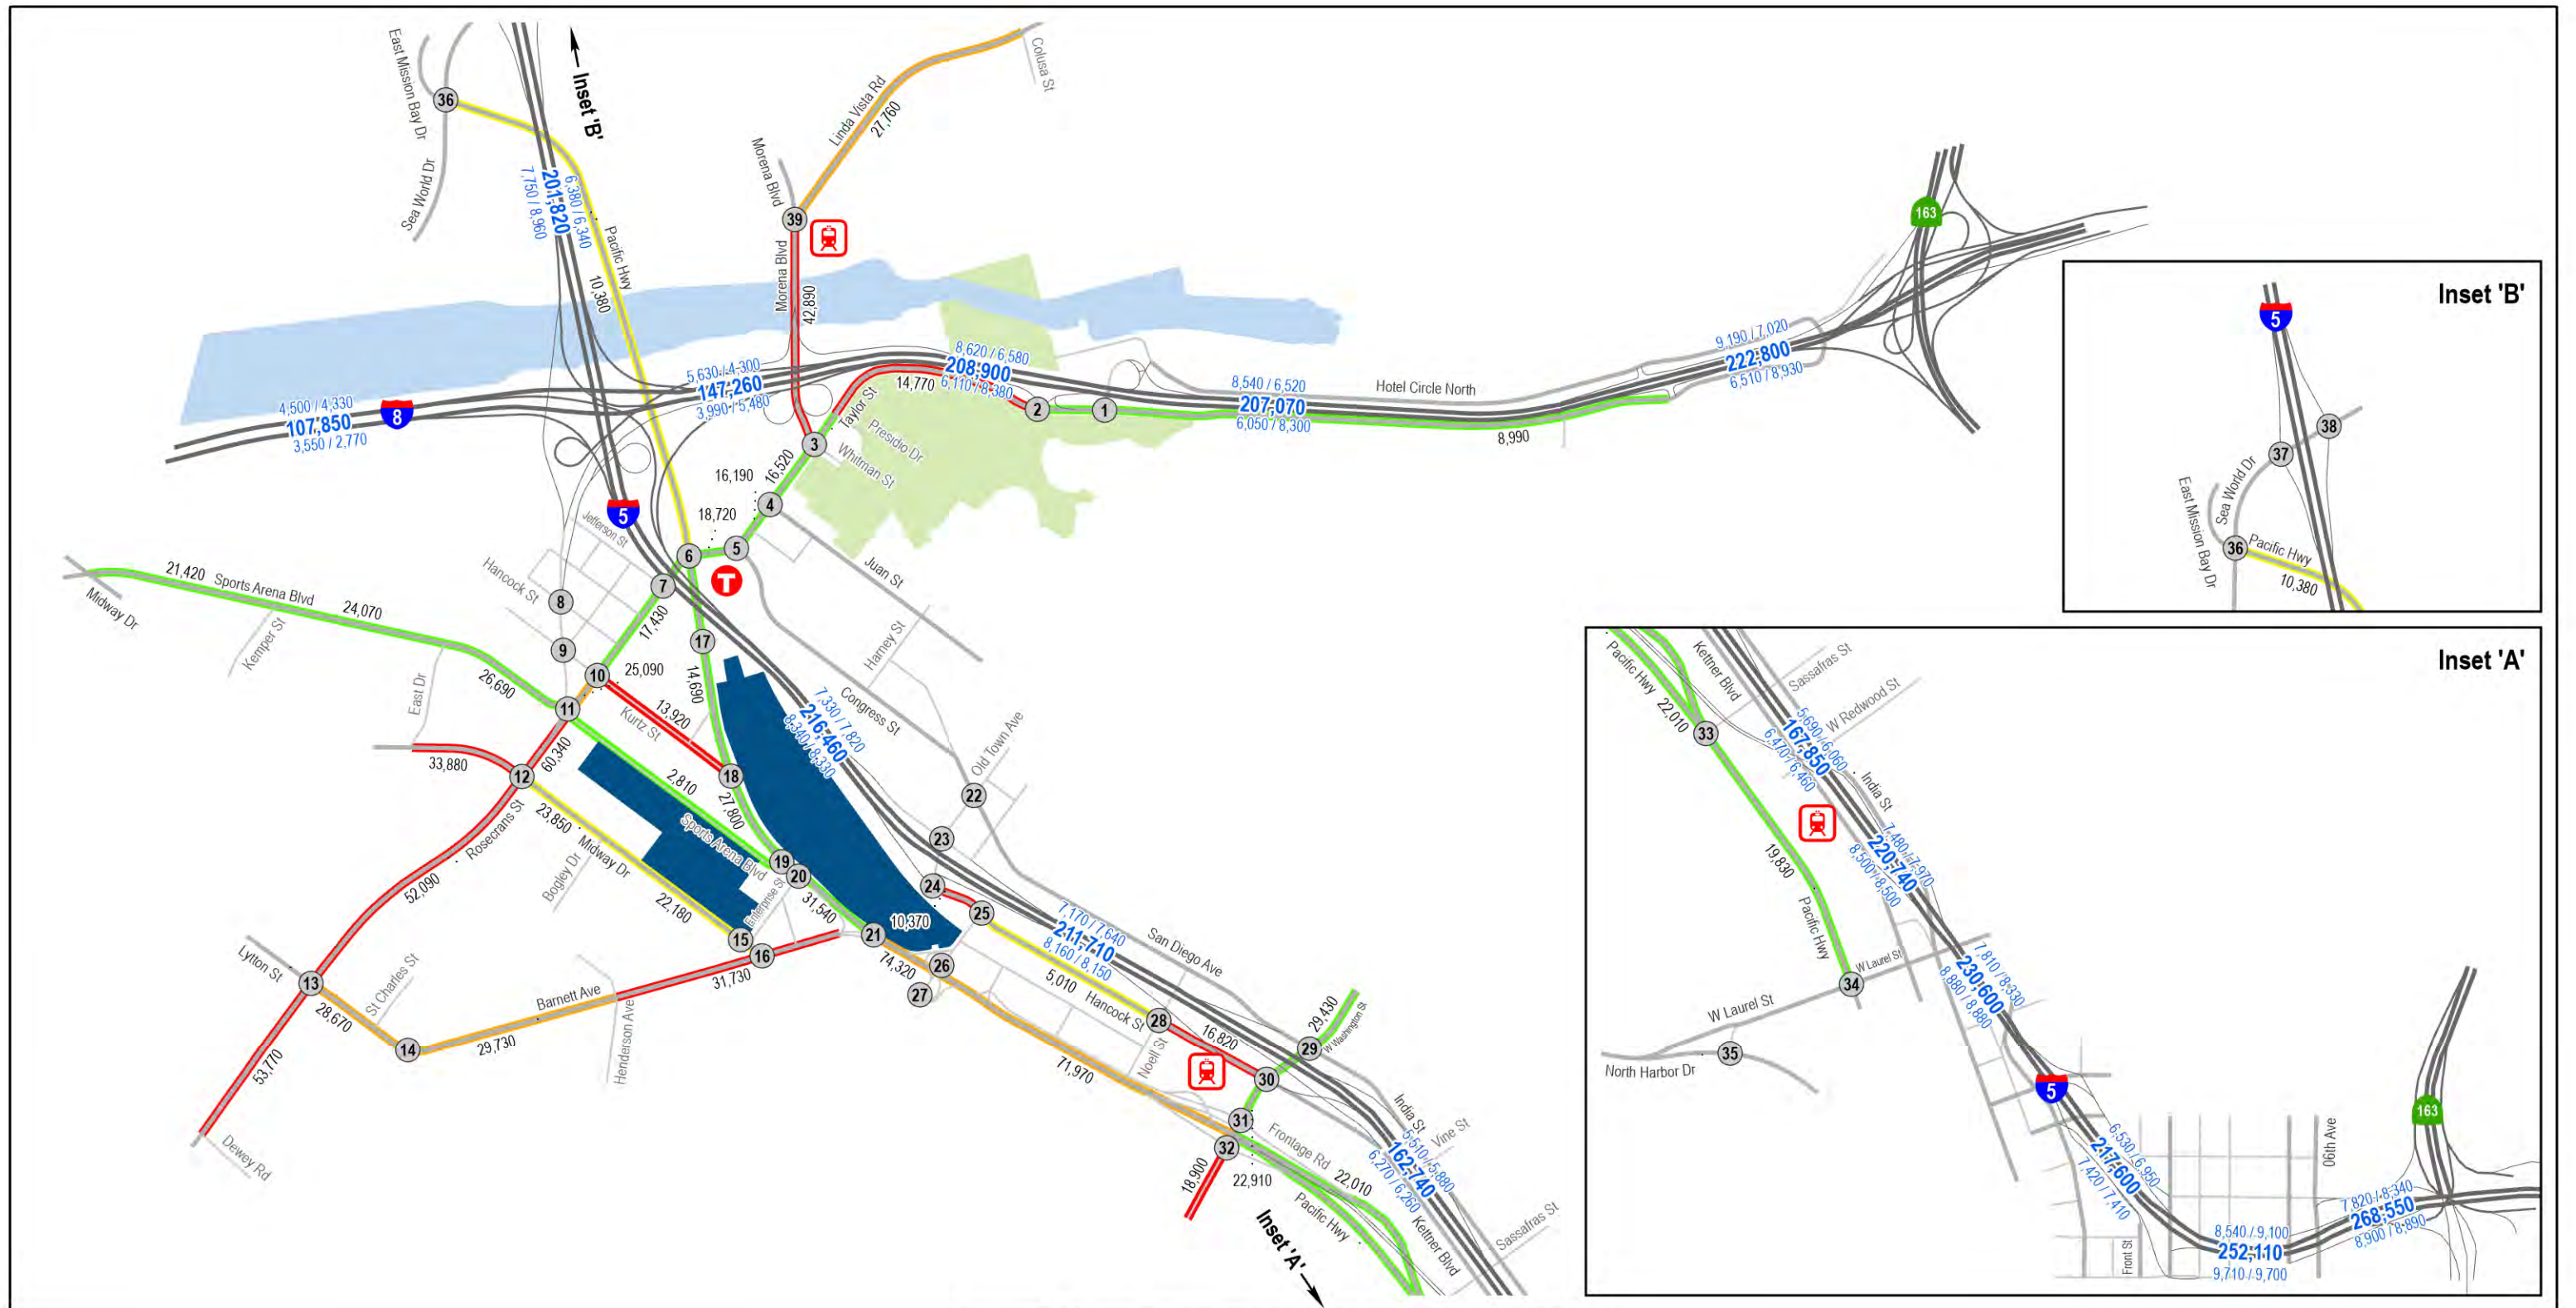 East Mission Bay Dr
36
Sea World Dr
Inset 'B'
7,750 / 8,960
201,820
6,380 / 6,340
Pacific Hwy
10,380
Morena Blvd
39
Linda Vista Rd
27,760
Colusa St
Morena Blvd
42,890
163
4,500 / 4,330
107,850
3,550 / 2,770
8
5,630 / 4,300
147,260
3,990 / 5,480
8,620 / 6,580
208,900
6,110 / 8,380
14,770
Taylor St
2
1
8,540 / 6,520
207,070
6,050 / 8,300
Hotel Circle North
9,190 / 7,020
222,800
6,510 / 8,930
8,990
3
Presidio Dr
Whitman St
16,520
16,190
4
18,720
5
5
6
T
7
Jefferson St
Hancock St
8
9
10
17,430
25,090
17
14,690
Juan St
Harney St
Congress St
Old Town Ave
Midway Dr
21,420
Sports Arena Blvd
24,070
Kemper St
26,690
East Dr
11
Kurtz St
13,920
18
27,800
7,330 / 7,820
216,460
8,340 / 8,330
33,880
12
60,340
2,810
Sports Arena Blvd
19
20
Enterprise St
31,540
22
23
24
25
10,370
21
23,850
Midway Dr
Bogley Dr
22,180
15
16
Rosecrans St
52,090
Lytton St
13
St Charles St
28,670
14
53,770
Dewey Rd
Barnett Ave
29,730
Henderson Ave
31,730
74,320
26
27
7,170 / 7,640
211,710
8,160 / 8,150
San Diego Ave
5,010
Hancock St
28
Noell St
16,820
29
29,430
W Washington St
30
31
32
71,970
18,900
22,910
Frontage Rd
22,010
Pacific Hwy
India St
Vine St
5,510 / 5,880
162,740
6,270 / 6,260
Kettner Blvd
Sassafras St
Inset 'A'
Inset 'B'
5
38
37
Sea World Dr
East Mission Bay Dr
36
Pacific Hwy
10,380
Inset 'A'
Pacific Hwy
22,010
Kettner Blvd
Sassafras St
W Redwood St
33
5,690 / 6,060
167,850
6,470 / 6,460
India St
7,480 / 7,970
220,740
8,500 / 8,500
19,830
Pacific Hwy
W Laurel St
34
W Laurel St
35
North Harbor Dr
7,810 / 8,330
230,600
8,880 / 8,880
5
6,530 / 6,950
217,600
7,420 / 7,410
Front St
06th Ave
163
7,820 / 8,340
268,550
8,900 / 8,890
8,540 / 9,100
252,110
9,710 / 9,700